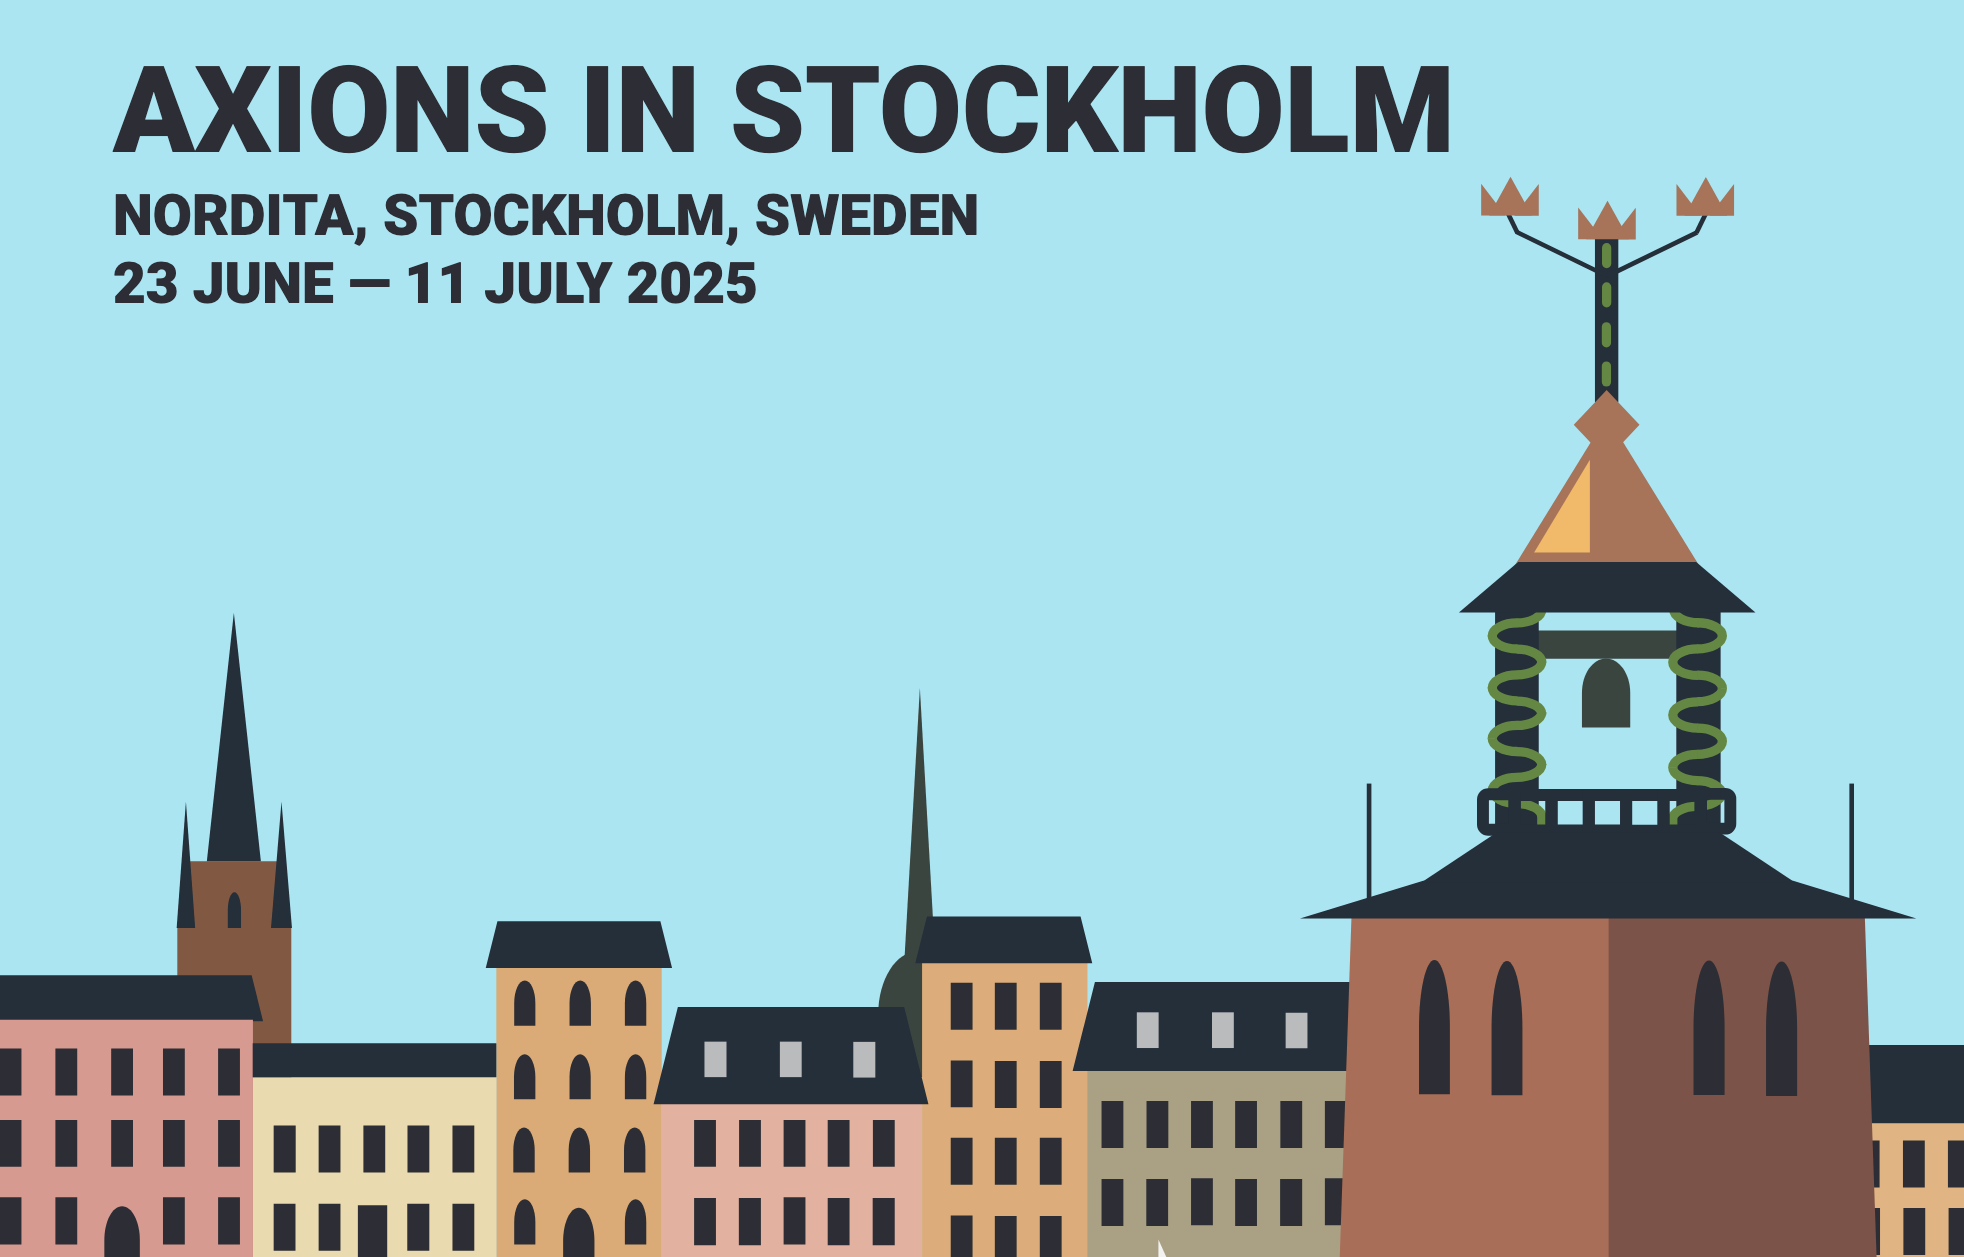 AXIONS IN STOCKHOLM
NORDITA, STOCKHOLM, SWEDEN
23 JUNE — 11 JULY 2025